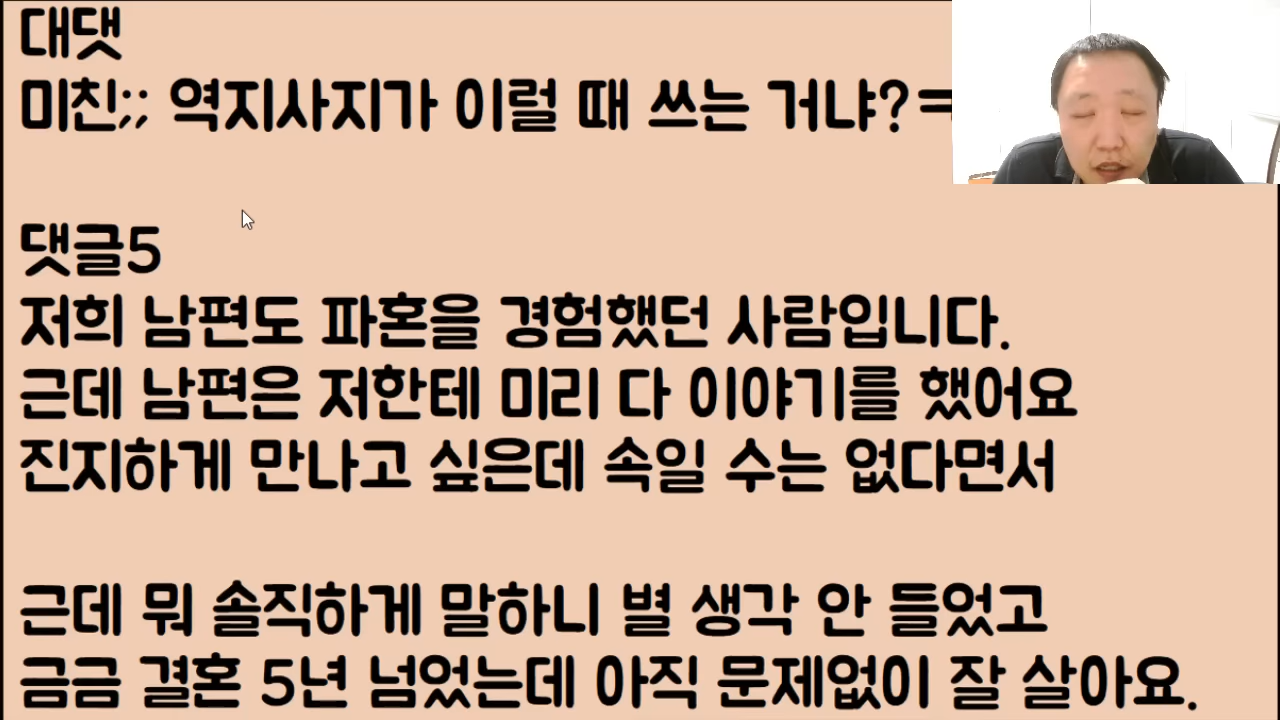 대댓
미친;; 역지사지가 이럴 때 쓰는 거냐?ㅋ
댓글5
저희 남편도 파혼을 경험했던 사람입니다.
근데 남편은 저한테 미리 다 이야기를 했어요
진지하게 만나고 싶은데 속일 수는 없다면서
근데 뭐 솔직하게 말하니 별 생각 안 들었고
금금 결혼 5년 넘었는데 아직 문제없이 잘 살아요.